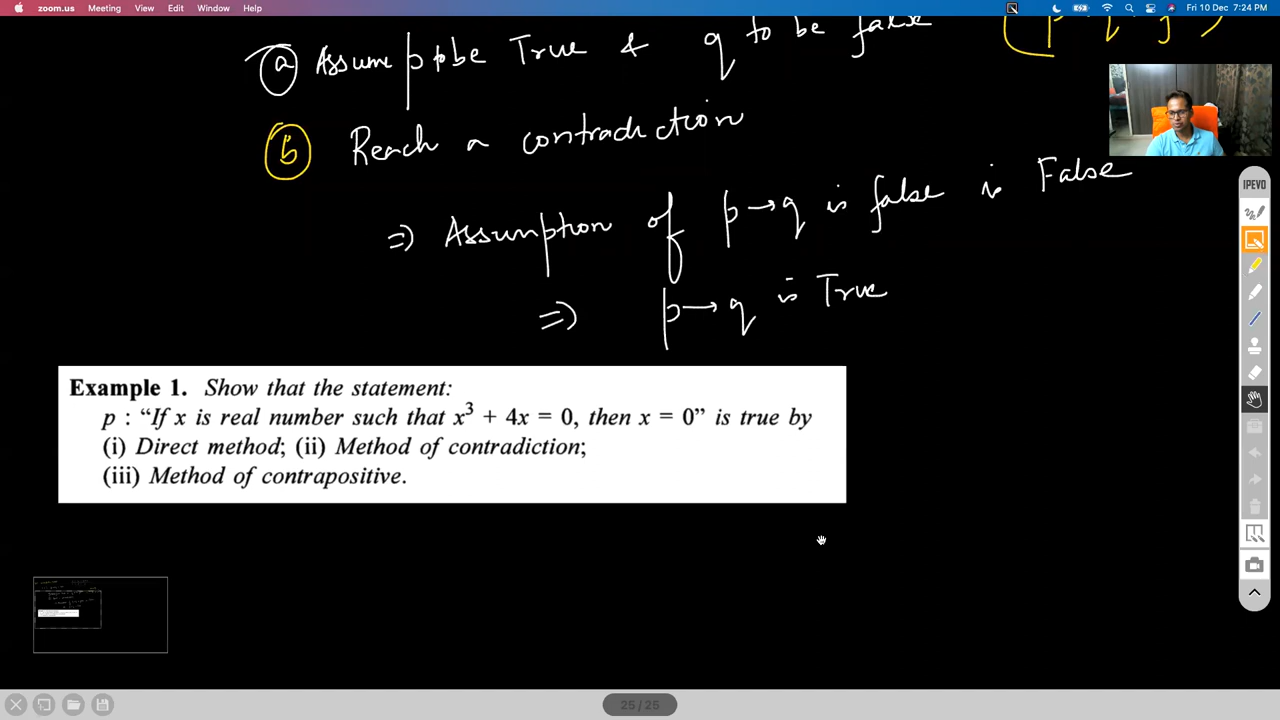 zoom.us Meeting View Edit Window Help Fri 10 Dec 7:24 PM
a Assume p to be True & q to be false
b Reach a contradiction
IPEVO
=> Assumption of p → q is false is False
=> p → q is True
Example 1. Show that the statement:
p : “If x is real number such that x³ + 4x = 0, then x = 0” is true by
(i) Direct method; (ii) Method of contradiction;
(iii) Method of contrapositive.
25 / 25